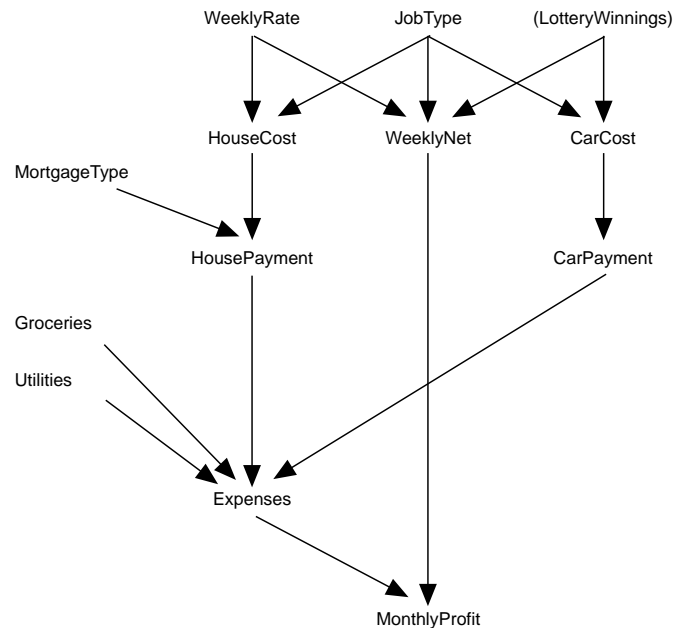 WeeklyRate JobType (LotteryWinnings)
HouseCost WeeklyNet CarCost
MortgageType
HousePayment CarPayment
Groceries
Utilities
Expenses
MonthlyProfit